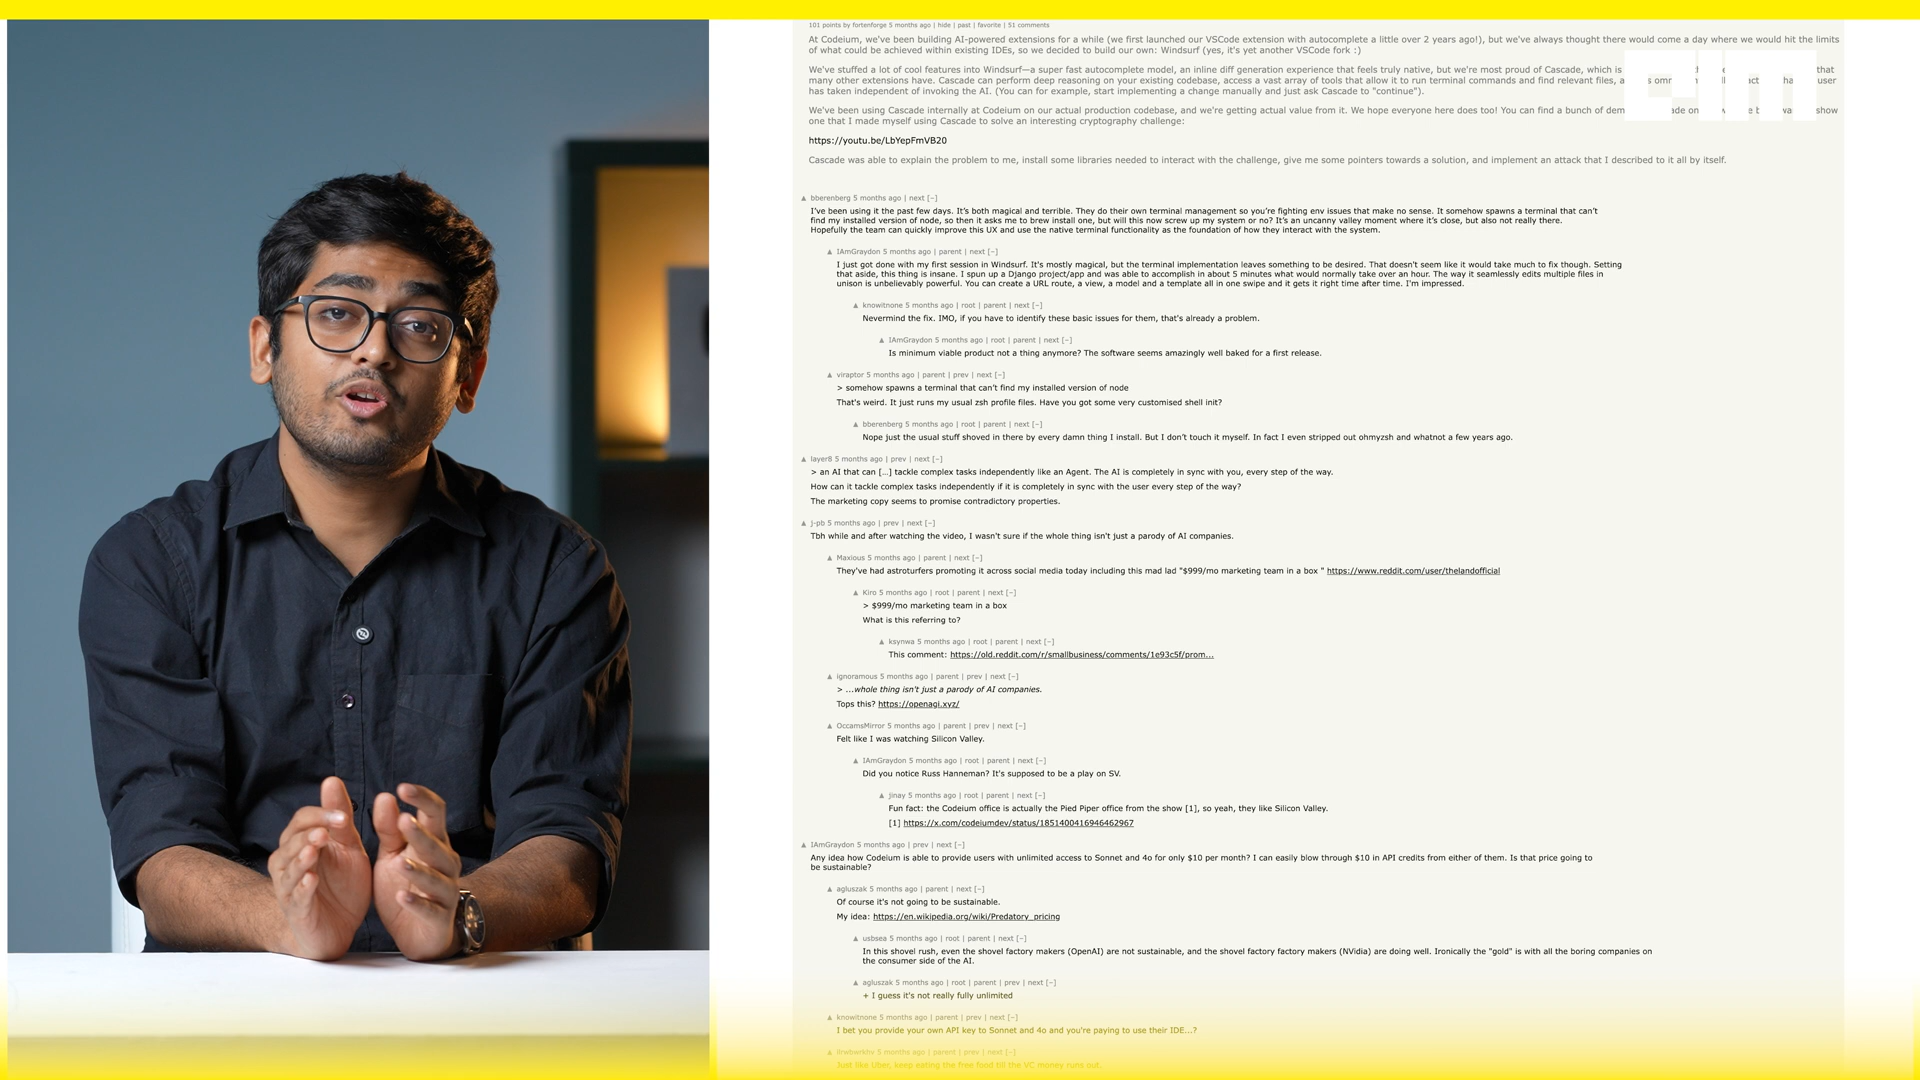 101 points by fortenforge 5 months ago | hide | past | favorite | 51 comments
At Codeium, we've been building AI-powered extensions for a while (we first launched our VSCode extension with autocomplete a little over 2 years ago!), but we've always thought there would come a day where we would hit the limits
of what could be achieved within existing IDEs, so we decided to build our own: Windsurf (yes, it's yet another VSCode fork :)
We've stuffed a lot of cool features into Windsurf—a super fast autocomplete model, an inline diff generation experience that feels truly native, but we're most proud of Cascade, which is that
many other extensions have. Cascade can perform deep reasoning on your existing codebase, access a vast array of tools that allow it to run terminal commands and find relevant files, user
has taken independent of invoking the AI. (You can for example, start implementing a change manually and just ask Cascade to "continue").
We've been using Cascade internally at Codeium on our actual production codebase, and we're getting actual value from it. We hope everyone here does too! You can find a bunch of show
one that I made myself using Cascade to solve an interesting cryptography challenge:
https://youtu.be/LbYepFmVB20
Cascade was able to explain the problem to me, install some libraries needed to interact with the challenge, give me some pointers towards a solution, and implement an attack that I described to it all by itself.
▲ bberenberg 5 months ago | next [–]
I've been using it the past few days. It's both magical and terrible. They do their own terminal management so you're fighting env issues that make no sense. It somehow spawns a terminal that can't
find my installed version of node, so then it asks me to brew install one, but will this now screw up my system or no? It's an uncanny valley moment where it's close, but also not really there.
Hopefully the team can quickly improve this UX and use the native terminal functionality as the foundation of how they interact with the system.
▲ IAmGraydon 5 months ago | parent | next [–]
I just got done with my first session in Windsurf. It's mostly magical, but the terminal implementation leaves something to be desired. That doesn't seem like it would take much to fix though. Setting
that aside, this thing is insane. I spun up a Django project/app and was able to accomplish in about 5 minutes what would normally take over an hour. The way it seamlessly edits multiple files in
unison is unbelievably powerful. You can create a URL route, a view, a model and a template all in one swipe and it gets it right time after time. I'm impressed.
▲ knowitnone 5 months ago | root | parent | next [–]
Nevermind the fix. IMO, if you have to identify these basic issues for them, that's already a problem.
▲ IAmGraydon 5 months ago | root | parent | next [–]
Is minimum viable product not a thing anymore? The software seems amazingly well baked for a first release.
▲ viraptor 5 months ago | parent | prev | next [–]
> somehow spawns a terminal that can't find my installed version of node
That's weird. It just runs my usual zsh profile files. Have you got some very customised shell init?
▲ bberenberg 5 months ago | root | parent | next [–]
Nope just the usual stuff shoved in there by every damn thing I install. But I don't touch it myself. In fact I even stripped out ohmyzsh and whatnot a few years ago.
▲ layer8 5 months ago | prev | next [–]
> an AI that can [...] tackle complex tasks independently like an Agent. The AI is completely in sync with you, every step of the way.
How can it tackle complex tasks independently if it is completely in sync with the user every step of the way?
The marketing copy seems to promise contradictory properties.
▲ j-pb 5 months ago | prev | next [–]
Tbh while and after watching the video, I wasn't sure if the whole thing isn't just a parody of AI companies.
▲ Maxious 5 months ago | parent | next [–]
They've had astroturfers promoting it across social media today including this mad lad "$999/mo marketing team in a box " https://www.reddit.com/user/thelandofficial
▲ Kiro 5 months ago | root | parent | next [–]
> $999/mo marketing team in a box
What is this referring to?
▲ ksynwa 5 months ago | root | parent | next [–]
This comment: https://old.reddit.com/r/smallbusiness/comments/1e93c5f/prom...
▲ ignoramous 5 months ago | parent | prev | next [–]
> ...whole thing isn't just a parody of AI companies.
Tops this? https://openagi.xyz/
▲ OccamsMirror 5 months ago | parent | prev | next [–]
Felt like I was watching Silicon Valley.
▲ IAmGraydon 5 months ago | root | parent | next [–]
Did you notice Russ Hanneman? It's supposed to be a play on SV.
▲ jinay 5 months ago | root | parent | next [–]
Fun fact: the Codeium office is actually the Pied Piper office from the show [1], so yeah, they like Silicon Valley.
[1] https://x.com/codeiumdev/status/1851400416946462967
▲ IAmGraydon 5 months ago | prev | next [–]
Any idea how Codeium is able to provide users with unlimited access to Sonnet and 4o for only $10 per month? I can easily blow through $10 in API credits from either of them. Is that price going to
be sustainable?
▲ agluszak 5 months ago | parent | next [–]
Of course it's not going to be sustainable.
My idea: https://en.wikipedia.org/wiki/Predatory_pricing
▲ usbsea 5 months ago | root | parent | next [–]
In this shovel rush, even the shovel factory makers (OpenAI) are not sustainable, and the shovel factory factory makers (NVidia) are doing well. Ironically the "gold" is with all the boring companies on
the consumer side of the AI.
▲ agluszak 5 months ago | root | parent | prev | next [–]
+ I guess it's not really fully unlimited
▲ knowitnone 5 months ago | parent | prev | next [–]
I bet you provide your own API key to Sonnet and 4o and you're paying to use their IDE...?
5 months ago | parent | prev | next [–]
Just like Uber, keep eating the free food till the VC money runs out.